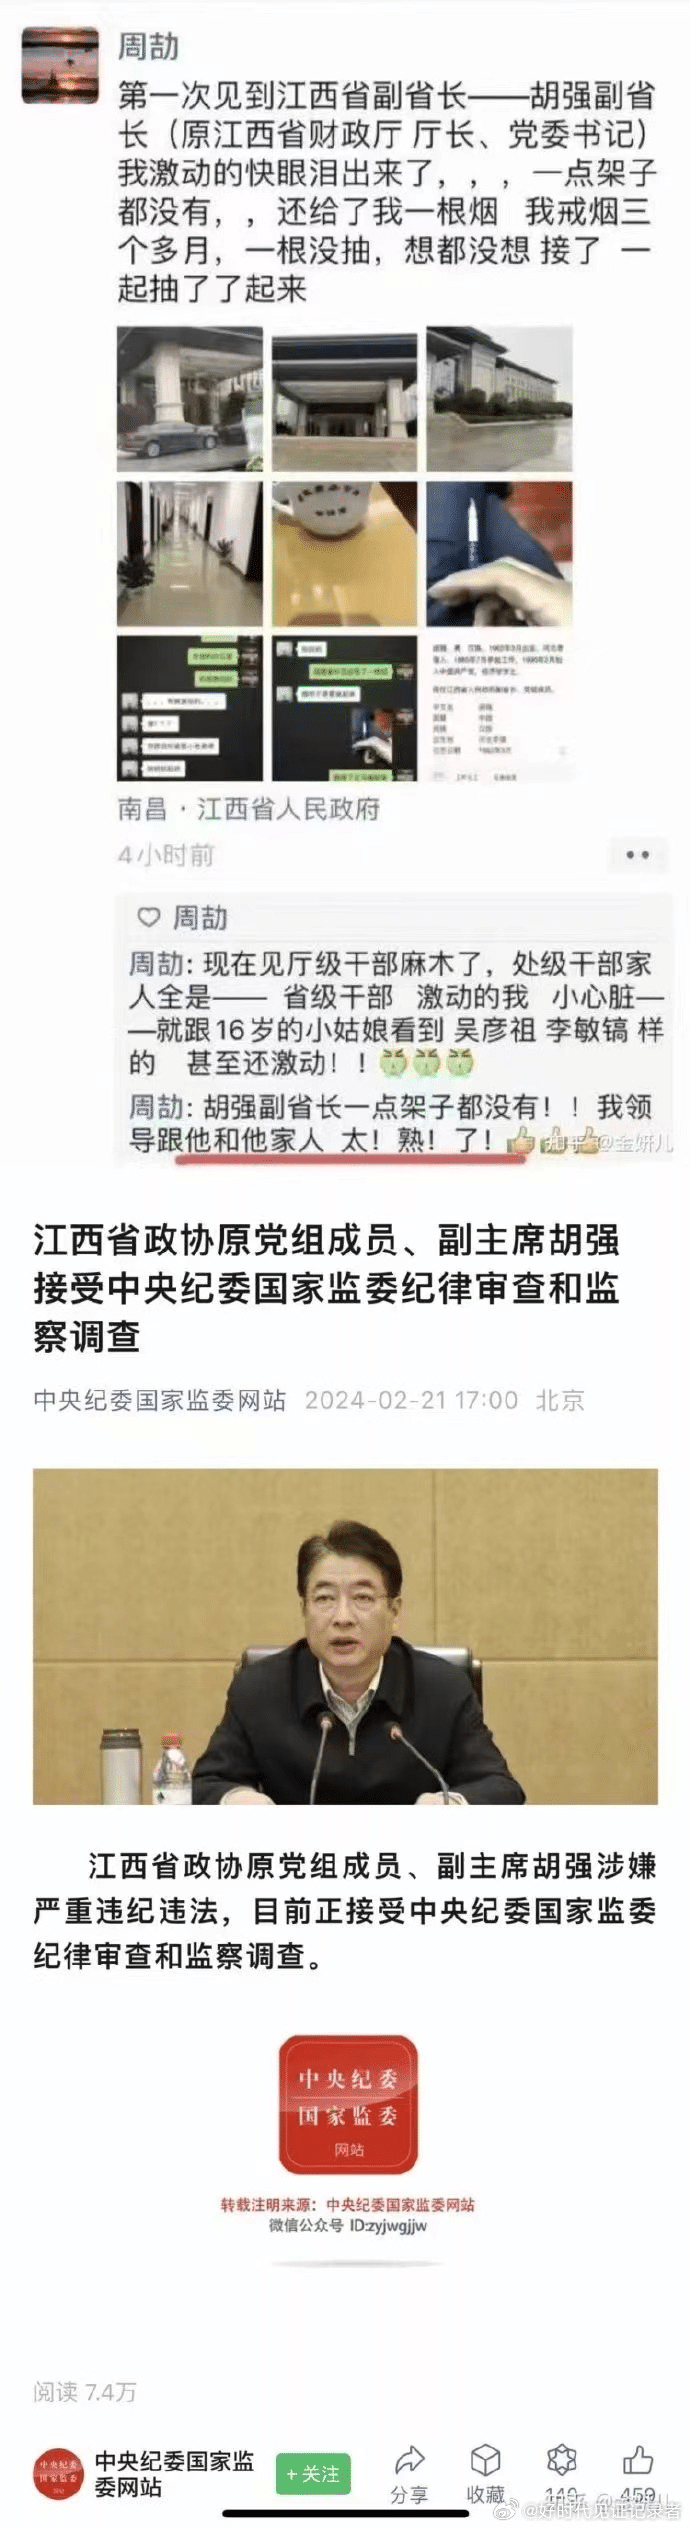 周劼
第一次见到江西省副省长——胡强副省
长（原江西省财政厅 厅长、党委书记）
我激动的快眼泪出来了，，，一点架子
都没有，，还给了我一根烟 我戒烟三
个多月，一根没抽，想都没想 接了 一
起抽了了起来
南昌·江西省人民政府
4小时前
周劼
周劼: 现在见厅级干部麻木了，处级干部家
人全是—— 省级干部 激动的我 小心脏—
—就跟16岁的小姑娘看到 吴彦祖 李敏镐 样
的 甚至还激动！！
周劼: 胡强副省长一点架子都没有！！我领
导跟他和他家人 太！熟！了！
知乎 @金妍儿
江西省政协原党组成员、副主席胡强
接受中央纪委国家监委纪律审查和监
察调查
中央纪委国家监委网站 2024-02-21 17:00 北京
江西省政协原党组成员、副主席胡强涉嫌
严重违纪违法，目前正接受中央纪委国家监委
纪律审查和监察调查。
中央纪委
国家监委
网站
转载注明来源：中央纪委国家监委网站
微信公众号 ID:zyjwgjjw
阅读 7.4万
中央纪委
国家监委
中央纪委国家监
委网站
+ 关注
分享
收藏
459
@好时代见证记录者